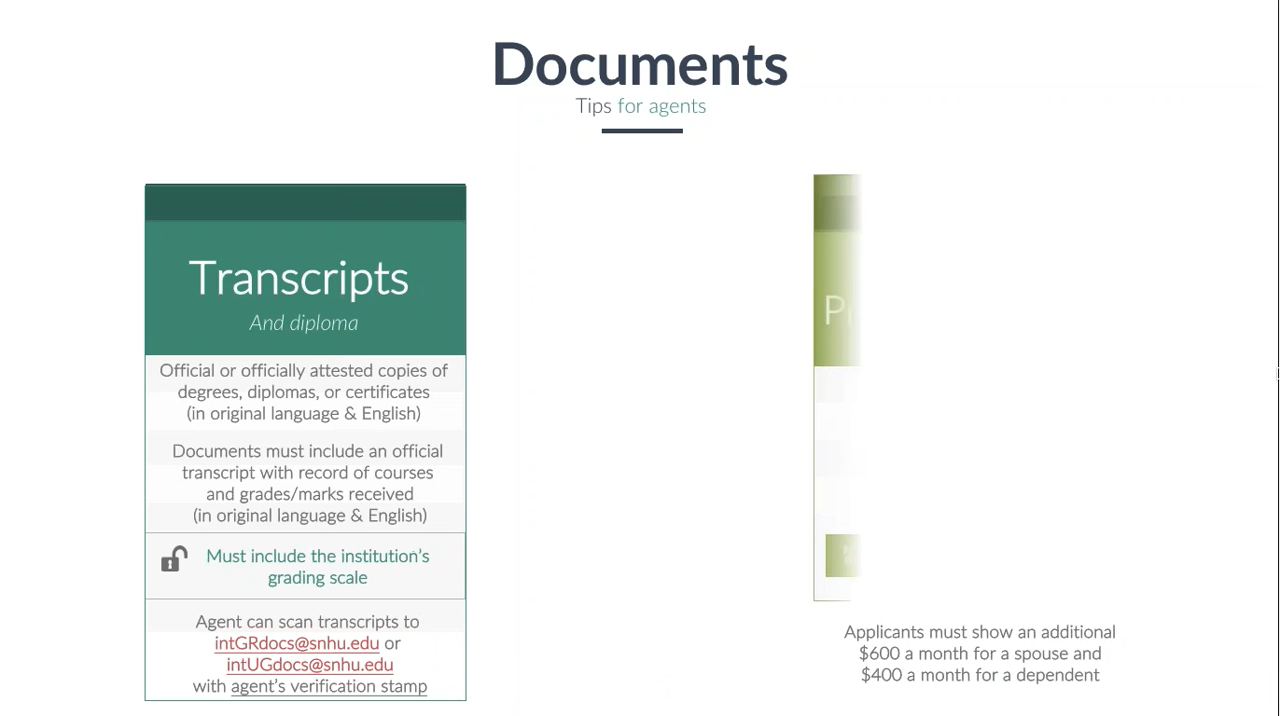 Documents
Tips for agents
Transcripts
And diploma
Official or officially attested copies of
degrees, diplomas, or certificates
(in original language & English)
Documents must include an official
transcript with record of courses
and grades/marks received
(in original language & English)
Must include the institution's
grading scale
Agent can scan transcripts to
intGRdocs@snhu.edu or
intUGdocs@snhu.edu
with agent's verification stamp
Applicants must show an additional
$600 a month for a spouse and
$400 a month for a dependent